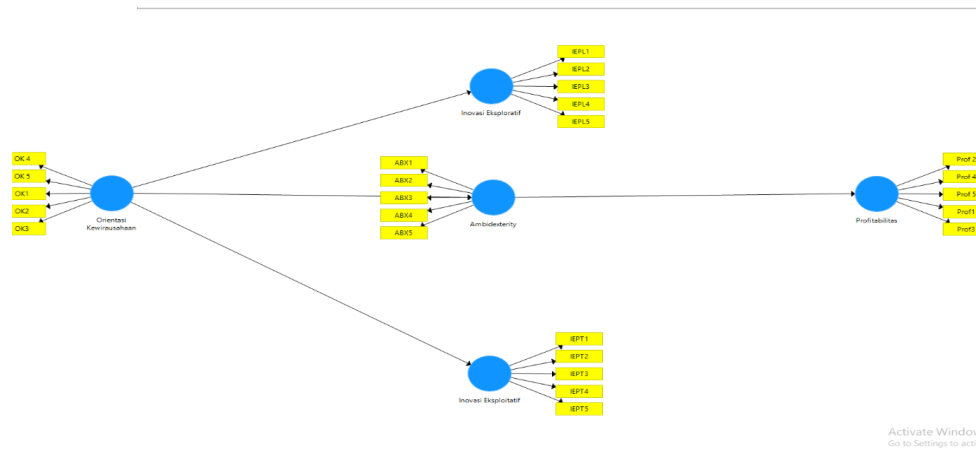 IEPL1
IEPL2
IEPL3
IEPL4
IEPL5
Inovasi Eksploratif
OK 4
OK 5
OK1
OK2
OK3
Orientasi
Kewirausahaan
ABX1
ABX2
ABX3
ABX4
ABX5
Ambidexterity
Prof 2
Prof 4
Prof 5
Prof1
Prof3
Profitabilitas
IEPT1
IEPT2
IEPT3
IEPT4
IEPT5
Inovasi Eksploitatif
Activate Window
Go to Settings to acti